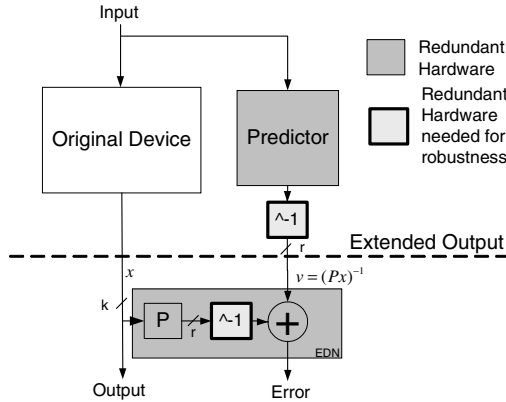 Input
Redundant
Hardware
Redundant
Hardware
needed for
robustness
Original Device
Predictor
^-1
r
Extended Output
x
v = (Px)^{-1}
k
P
r
^-1
+
EDN
Output
Error